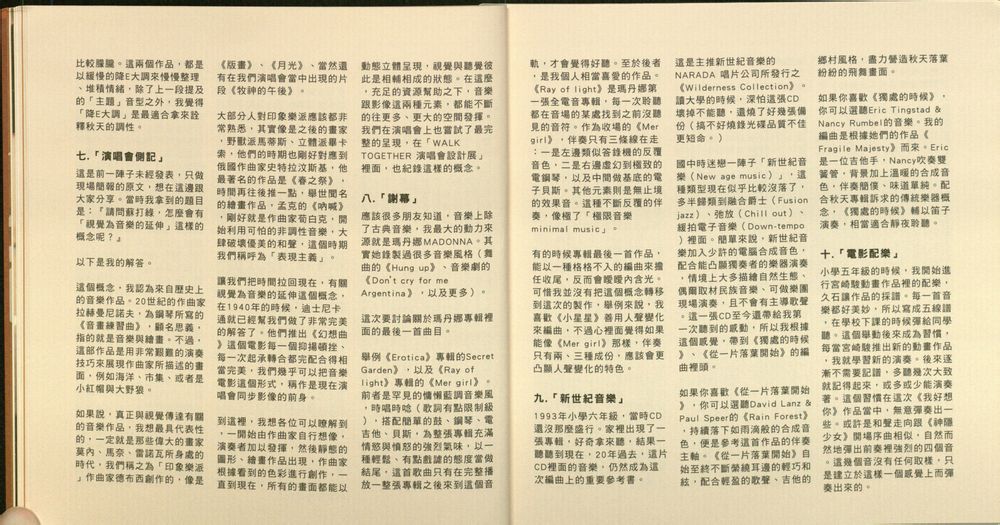 比較朦朧。這兩個作品，都是
以緩慢的降E大調來慢慢整理
、堆積情緒，除了上一段提及
的「主題」音型之外，我覺得
「降E大調」是最適合拿來詮
釋秋天的調性。
七.「演唱會側記」
這是前一陣子未經發表，只做
現場簡報的原文，想在這邊跟
大家分享。當時我拿到的題目
是：「請問蘇打綠，怎麼會有
「視覺為音樂的延伸」這樣的
概念呢？」
以下是我的解答。
這個概念，我認為來自歷史上
的音樂作品。20世紀的作曲家
拉赫曼尼諾夫，為鋼琴所寫的
《音畫練習曲》，顧名思義，
指的就是音樂與繪畫。不過，
這部作品是用非常艱難的演奏
技巧來展現作曲家所描述的畫
面，例如海洋、市集、或者是
小紅帽與大野狼。
如果說，真正與視覺傳達有關
的音樂作品，我想最具代表性
的，一定就是那些偉大的畫家
莫內、馬奈、雷諾瓦所身處的
時代，我們稱之為「印象樂派
」作曲家德布西創作的，像是
《版畫》、《月光》、當然還
有在我們演唱會當中出現的片
段《牧神的午後》。
大部分人對印象樂派應該都非
常熟悉，其實像是之後的畫家
，野獸派馬蒂斯、立體派畢卡
索，他們的時期也剛好對應到
俄國作曲家史特拉汶斯基，他
最著名的作品是《春之祭》，
時間再往後推一點，舉世聞名
的繪畫作品，孟克的《吶喊》
，剛好就是作曲家荀白克，開
始利用可怕的非調性音樂，大
肆破壞優美的和聲，這個時期
我們稱呼為「表現主義」。
讓我們把時間拉回現在，有關
視覺為音樂的延伸這個概念，
在1940年的時候，迪士尼卡
通就已經幫我們做了非常完美
的解答了。他們推出《幻想曲
》這個電影每一個抑揚頓挫、
每一次起承轉合都完配合得相
當完美，我們幾乎可以把音樂
電影這個形式，稱作是現在演
唱會同步影像的前身。
到這裡，我想各位可以瞭解到
，一開始由作曲家自行想像，
演奏者加以發揮，然後靜態的
圖形、繪畫作品出現，作曲家
根據看到的色彩進行創作，一
直到現在，所有的畫面都能以
動態立體呈現，視覺與聽覺彼
此是相輔相成的狀態。在這麼
，充足的資源幫助之下，音樂
跟影像這兩種元素，都能不斷
的往更多、更大的空間發揮。
我們在演唱會上也嘗試了最完
整的呈現，在「WALK
TOGETHER 演唱會設計展」
裡面，也紀錄這樣的概念。
八.「謝幕」
應該很多朋友知道，音樂上除
了古典音樂，我最大的動力來
源就是瑪丹娜MADONNA。其
實她錄製過很多音樂風格（舞
曲的《Hung up》、音樂劇的
《Don't cry for me
Argentina》，以及更多）。
這次要討論關於瑪丹娜專輯裡
面的最後一首曲目。
舉例《Erotica》專輯的Secret
Garden》，以及《Ray of
light》專輯的《Mer girl》。
前者是罕見的慵懶藍調音樂風
，時唱時唸（歌詞有點限制級
），搭配簡單的鼓、鋼琴、電
吉他、貝斯，為整張專輯充滿
情慾與憤怒的強烈氣味，以一
種輕鬆、有點戲謔的態度當做
結尾，這首歌曲只有在完整播
放一整張專輯之後來到這個音
軌，才會覺得好聽。至於後者
，是我個人相當喜愛的作品。
《Ray of light》是瑪丹娜第
一張全電音專輯，每一次聆聽
都在音場的某處找到之前沒聽
見的音符。作為收場的《Mer
girl》，伴奏只有三條線在走
：一是左邊類似答錄機的反覆
音色，二是右邊虛幻到極致的
電鋼琴，以及中間做基底的電
子貝斯。其他元素則是無止境
的效果音。這種不斷反覆的伴
奏，像極了「極限音樂
minimal music」。
有的時候專輯最後一首作品，
能以一種格格不入的編曲來擔
任收尾，反而會曖曖內含光。
可惜我並沒有把這個概念轉移
到這次的製作，舉例來說，我
喜歡《小星星》善用人聲變化
來編曲，不過心裡面覺得如果
能像《Mer girl》那樣，伴奏
只有兩、三種成份，應該會更
凸顯人聲變化的特色。
九.「新世紀音樂」
1993年小學六年級，當時CD
還沒那麼盛行。家裡出現了一
張專輯，好奇拿來聽，結果一
聽聽到現在，20年過去，這片
CD裡面的音樂，仍然成為這
次編曲上的重要參考書。
這是主推新世紀音樂的
NARADA 唱片公司所發行之
《Wilderness Collection》。
讀大學的時候，深怕這張CD
壞掉不能聽，還燒了好幾張備
份（搞不好燒錄光碟品質不佳
更短命。）
國中時迷戀一陣子「新世紀音
樂（New age music）」，這
種類型現在似乎比較沒落了，
多半歸類到融合爵士（Fusion
jazz）、弛放（Chill out）、
緩拍電子音樂（Down-tempo
）裡面。簡單來說，新世紀音
樂加入少許的電腦合成音色，
配合能凸顯獨奏者的樂器演奏
，情境上大多描繪自然生態、
偶爾取材民族音樂、可做樂團
現場演奏，且不會有主導歌聲
。這一張CD至今還帶給我第
一次聽到的感動，所以我根據
這個感覺，帶到《獨處的時候
》、《從一片落葉開始》的編
曲裡頭。
如果你喜歡《從一片落葉開始
》，你可以選聽David Lanz &
Paul Speer的《Rain Forest》
，持續落下如雨滴般的合成音
色，便是參考這首作品的伴奏
主軸。《從一片落葉開始》自
始至終不斷縈繞耳邊的輕巧和
絃，配合輕盈的歌聲、吉他的
鄉村風格，盡力營造秋天落葉
紛紛的飛舞畫面。
如果你喜歡《獨處的時候》，
你可以選聽Eric Tingstad &
Nancy Rumbel的音樂。我的
編曲是根據她們的作品《
Fragile Majesty》而來。Eric
是一位吉他手，Nancy吹奏雙
簧管，背景加上溫暖的合成音
色，伴奏簡僕、味道單純。配
合秋天專輯訴求的傳統樂器概
念，《獨處的時候》輔以笛子
演奏，相當適合靜夜聆聽。
十.「電影配樂」
小學五年級的時候，我開始進
行宮崎駿動畫作品裡的配樂，
久石讓作品的採譜。每一首音
樂都好美妙，所以寫成五線譜
，在學校下課的時候彈給同學
聽。這個舉動後來成為習慣，
每當宮崎駿推出新的動畫作品
，我就學習新的演奏。後來逐
漸不需要記譜，多聽幾次大致
就記得起來，或多或少能演奏
著。這個習慣在這次《我好想
你》作品當中，無意彈奏出一
些。或許是和聲走向跟《神隱
少女》開場序曲相似，自然而
然地彈出前奏裡強烈的四個音
。這幾個音沒有任何取樣，只
是建立於這樣一個感覺上而彈
奏出來的。